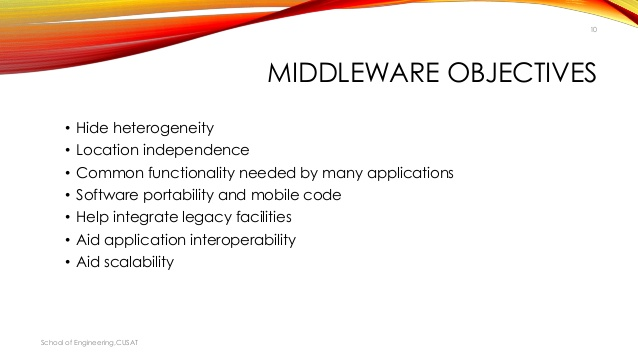 10
MIDDLEWARE OBJECTIVES
• Hide heterogeneity
• Location independence
• Common functionality needed by many applications
• Software portability and mobile code
• Help integrate legacy facilities
• Aid application interoperability
• Aid scalability
School of Engineering,CUSAT